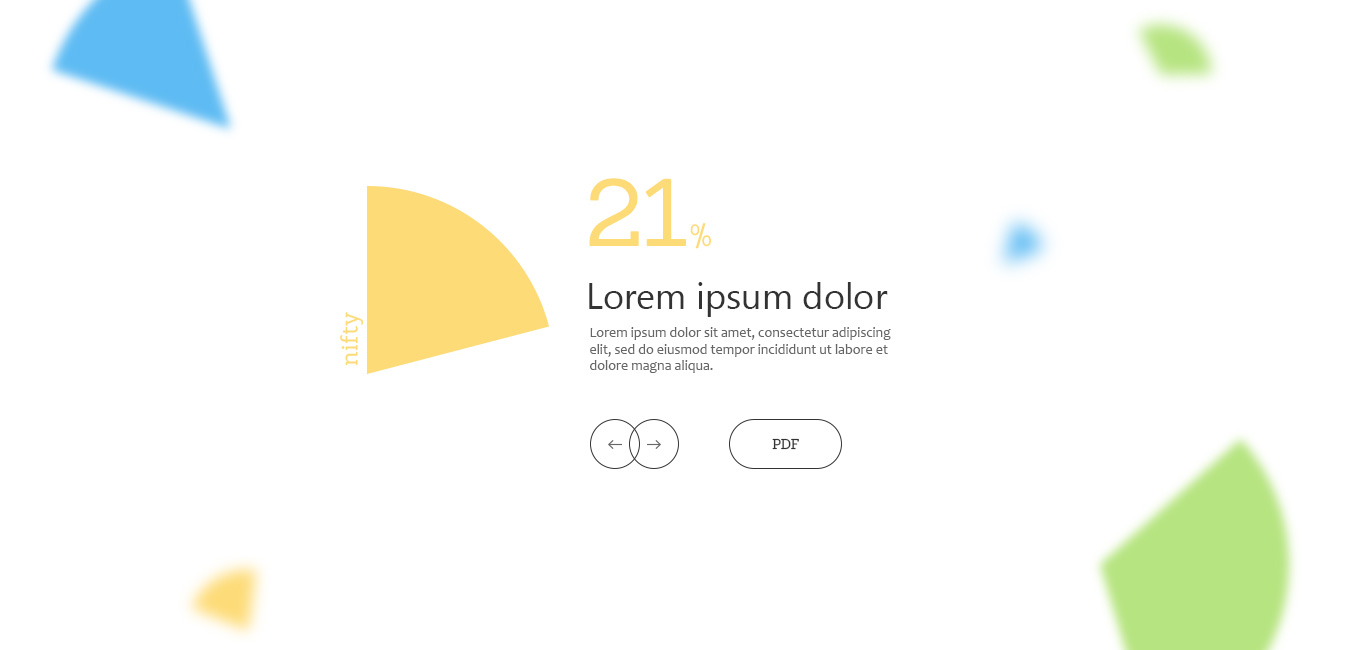 nifty
21%
Lorem ipsum dolor
Lorem ipsum dolor sit amet, consectetur adipiscing
elit, sed do eiusmod tempor incididunt ut labore et
dolore magna aliqua.
← → PDF